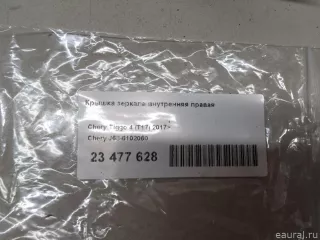 Крышка зеркала внутренняя правая
Chery Tiggo 4 (T17) 2017>
Chery
23 477 628
eauraj.ru